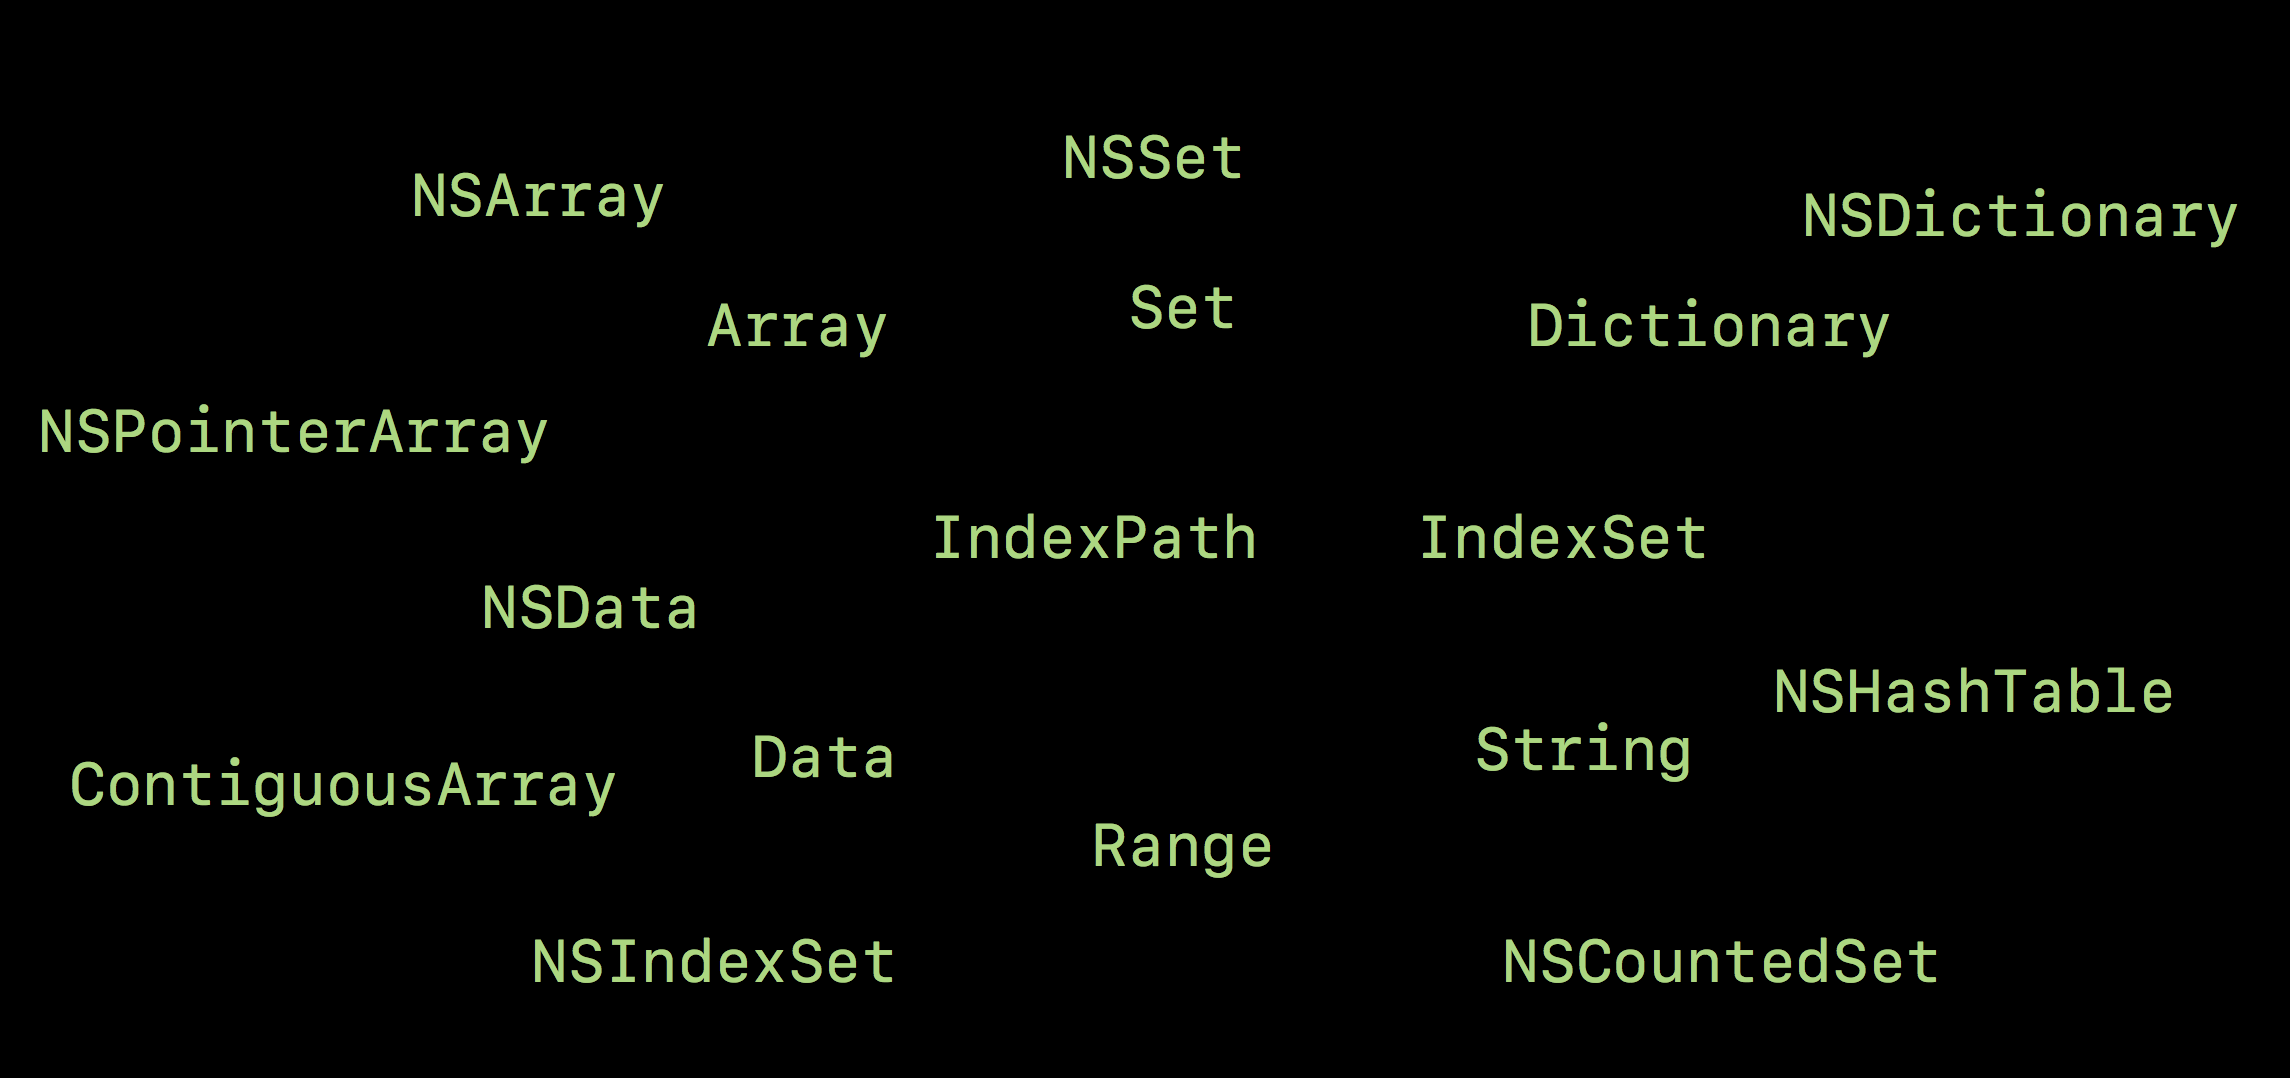 NSSet
NSArray
NSDictionary
Set
Array
Dictionary
NSPointerArray
IndexPath
IndexSet
NSData
NSHashTable
String
Data
ContiguousArray
Range
NSIndexSet
NSCountedSet